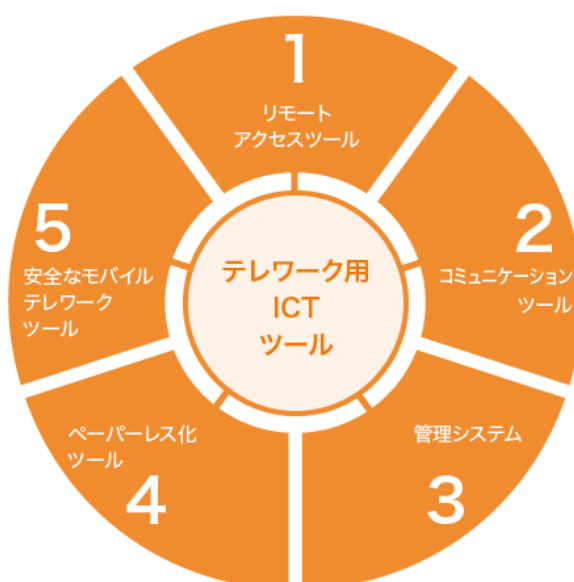 1
リモート
アクセスツール
2
コミュニケーション
ツール
3
管理システム
4
ペーパーレス化
ツール
5
安全なモバイル
テレワーク
ツール
テレワーク用
ICT
ツール